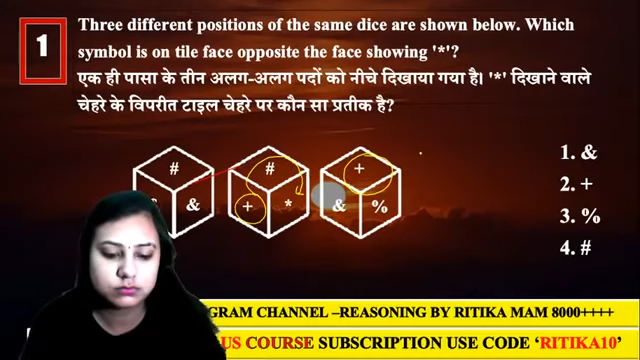 1
Three different positions of the same dice are shown below. Which
symbol is on tile face opposite the face showing '*'?
एक ही पासा के तीन अलग-अलग पदों को नीचे दिखाया गया है। '*' दिखाने वाले
चेहरे के विपरीत टाइल चेहरे पर कौन सा प्रतीक है?
# # +
& + * & %
1. &
2. +
3. %
4. #
GRAM CHANNEL –REASONING BY RITIKA MAM 8000++++
US COURSE SUBSCRIPTION USE CODE 'RITIKA10'